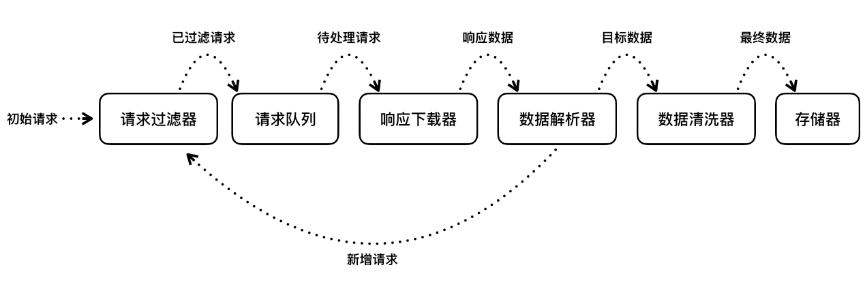 已过滤请求
待处理请求
响应数据
目标数据
最终数据
初始请求
请求过滤器
请求队列
响应下载器
数据解析器
数据清洗器
存储器
新增请求